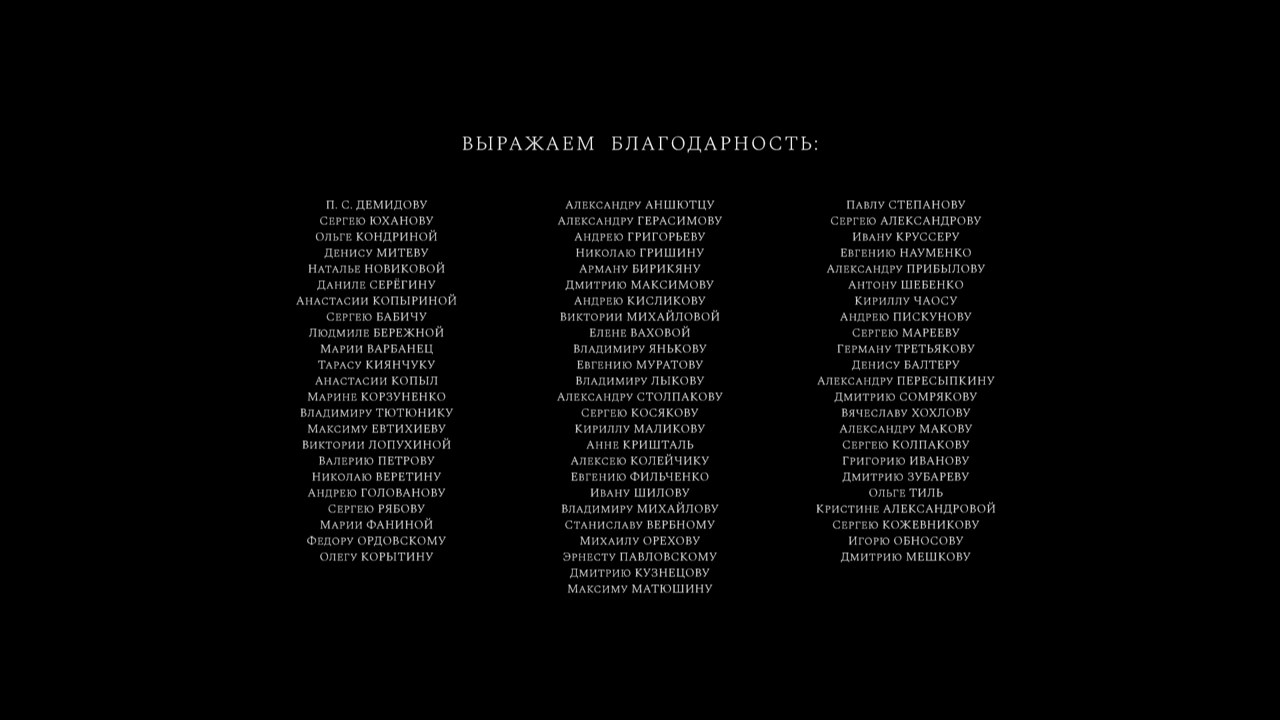 ВЫРАЖАЕМ БЛАГОДАРНОСТЬ:
П. С. ДЕМИДОВУ
СЕРГЕЮ ЮХАНОВУ
ОЛЬГЕ КОНДРИНОЙ
ДЕНИСУ МИТЕВУ
НАТАЛЬЕ НОВИКОВОЙ
ДАНИЛЕ СЕРЁГИНУ
АНАСТАСИИ КОПЫРИНОЙ
СЕРГЕЮ БАБИЧУ
ЛЮДМИЛЕ БЕРЕЖНОЙ
МАРИИ ВАРБАНЕЦ
ТАРАСУ КИЯНЧУКУ
АНАСТАСИИ КОПЫЛ
МАРИНЕ КОРЗУНЕНКО
ВЛАДИМИРУ ТЮТЮНИКУ
МАКСИМУ ЕВТИХИЕВУ
ВИКТОРИИ ЛОПУХИНОЙ
ВАЛЕРИЮ ПЕТРОВУ
НИКОЛАЮ ВЕРЕТИНУ
АНДРЕЮ ГОЛОВАНОВУ
СЕРГЕЮ РЯБОВУ
МАРИИ ФАНИНОЙ
ФЕДОРУ ОРДОВСКОМУ
ОЛЕГУ КОРЫТИНУ
АЛЕКСАНДРУ АНШЮТЦУ
АЛЕКСАНДРУ ГЕРАСИМОВУ
АНДРЕЮ ГРИГОРЬЕВУ
НИКОЛАЮ ГРИШИНУ
АРМАНУ БИРИКЯНУ
ДМИТРИЮ МАКСИМОВУ
АНДРЕЮ КИСЛИКОВУ
ВИКТОРИИ МИХАЙЛОВОЙ
ЕЛЕНЕ ВАХОВОЙ
ВЛАДИМИРУ ЯНЬКОВУ
ЕВГЕНИЮ МУРАТОВУ
ВЛАДИМИРУ ЛЫКОВУ
АЛЕКСАНДРУ СТОЛПАКОВУ
СЕРГЕЮ КОСЯКОВУ
КИРИЛЛУ МАЛИКОВУ
АННЕ КРИШТАЛЬ
АЛЕКСЕЮ КОЛЕЙЧИКУ
ЕВГЕНИЮ ФИЛЬЧЕНКО
ИВАНУ ШИЛОВУ
ВЛАДИМИРУ МИХАЙЛОВУ
СТАНИСЛАВУ ВЕРБНОМУ
МИХАИЛУ ОРЕХОВУ
ЭРНЕСТУ ПАВЛОВСКОМУ
ДМИТРИЮ КУЗНЕЦОВУ
МАКСИМУ МАТЮШИНУ
ПАВЛУ СТЕПАНОВУ
СЕРГЕЮ АЛЕКСАНДРОВУ
ИВАНУ КРУССЕРУ
ЕВГЕНИЮ НАУМЕНКО
АЛЕКСАНДРУ ПРИБЫЛОВУ
АНТОНУ ШЕБЕНКО
КИРИЛЛУ ЧАОСУ
АНДРЕЮ ПИСКУНОВУ
СЕРГЕЮ МАРЕЕВУ
ГЕРМАНУ ТРЕТЬЯКОВУ
ДЕНИСУ БАЛТЕРУ
АЛЕКСАНДРУ ПЕРЕСЫПКИНУ
ДМИТРИЮ СОМРЯКОВУ
ВЯЧЕСЛАВУ ХОХЛОВУ
АЛЕКСАНДРУ МАКОВУ
СЕРГЕЮ КОЛПАКОВУ
ГРИГОРИЮ ИВАНОВУ
ДМИТРИЮ ЗУБАРЕВУ
ОЛЬГЕ ТИЛЬ
КРИСТИНЕ АЛЕКСАНДРОВОЙ
СЕРГЕЮ КОЖЕВНИКОВУ
ИГОРЮ ОБНОСОВУ
ДМИТРИЮ МЕШКОВУ